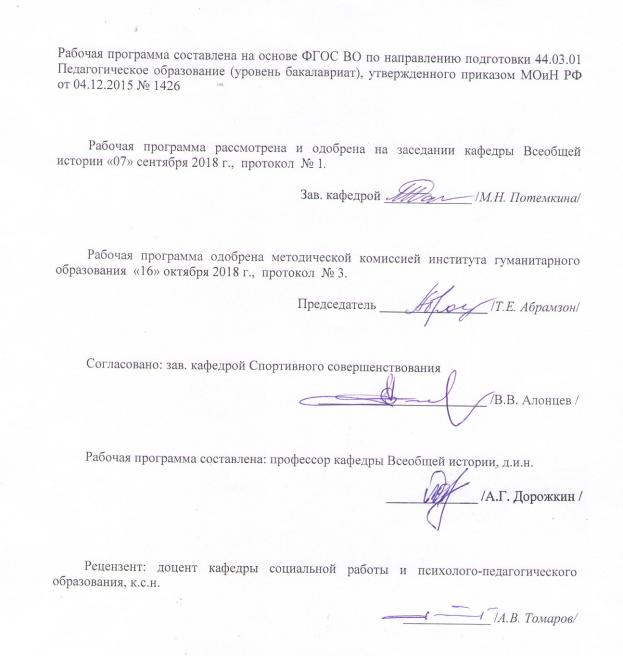 Рабочая программа составлена на основе ФГОС ВО по направлению подготовки 44.03.01
Педагогическое образование (уровень бакалавриат), утвержденного приказом МОиН РФ
от 04.12.2015 № 1426
Рабочая программа рассмотрена и одобрена на заседании кафедры Всеобщей
истории «07» сентября 2018 г., протокол № 1.
Зав. кафедрой ____________ /М.Н. Потемкина/
Рабочая программа одобрена методической комиссией института гуманитарного
образования «16» октября 2018 г., протокол № 3.
Председатель _______________ /Т.Е. Абрамзон/
Согласовано: зав. кафедрой Спортивного совершенствования
/В.В. Алонцев /
Рабочая программа составлена: профессор кафедры Всеобщей истории, д.и.н.
_____________ /А.Г. Дорожкин /
Рецензент: доцент кафедры социальной работы и психолого-педагогического
образования, к.с.н.
____________ /А.В. Томаров/